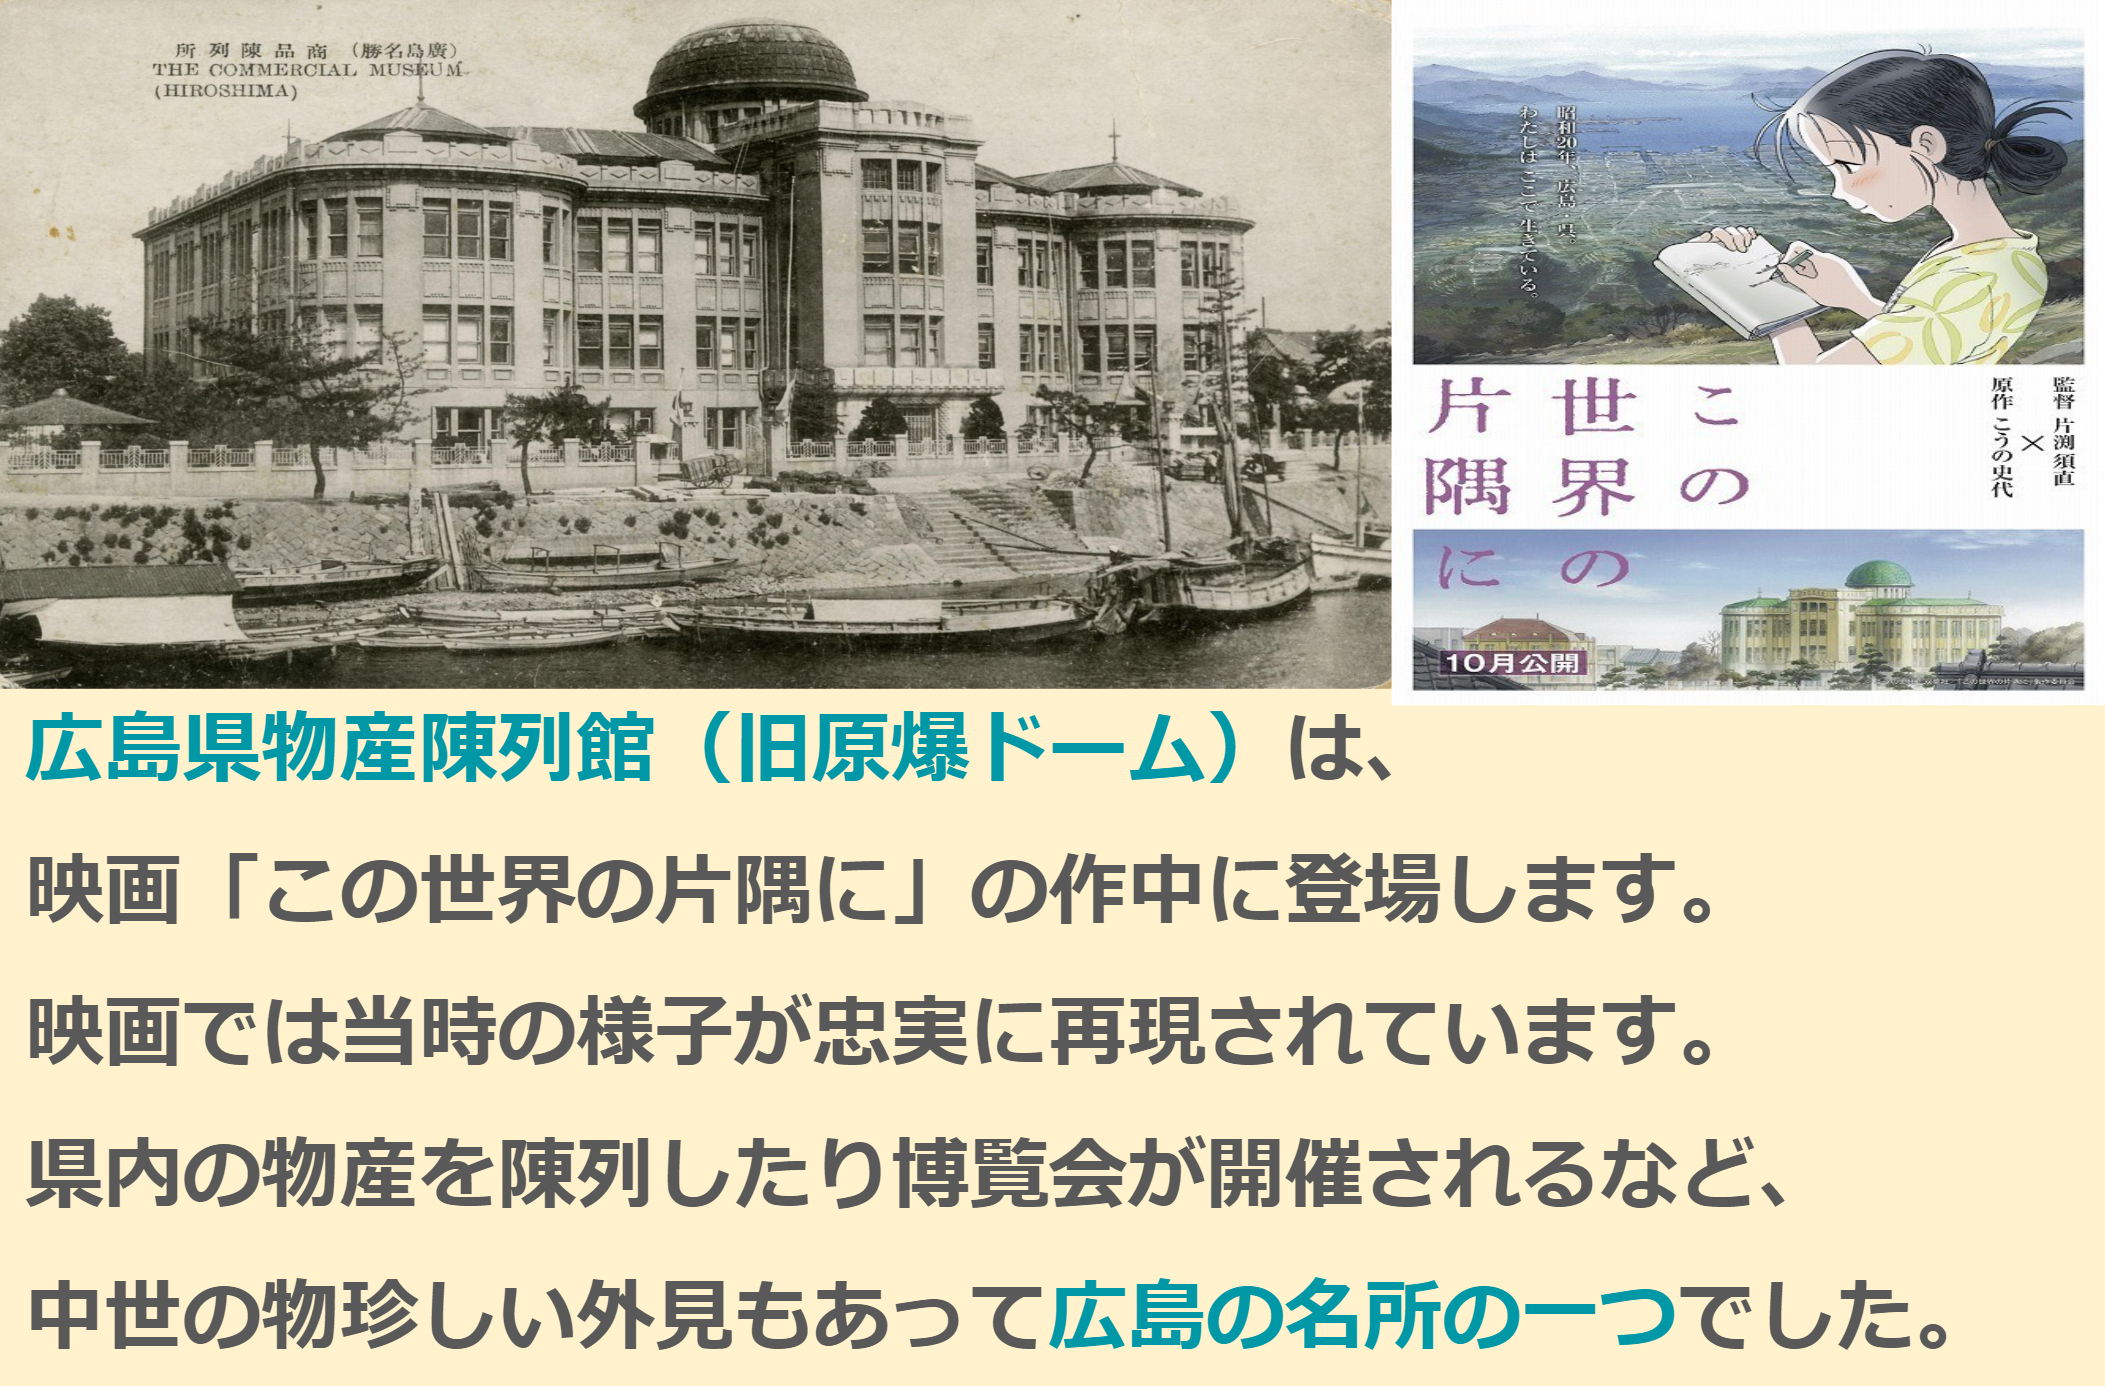 所列陳品商（勝名島廣）
THE COMMERCIAL MUSEUM
(HIROSHIMA)
昭和20年、広島・呉。
わたしはここで生きている。
この
世界の
片隅に
監督 片渕須直
×
原作 こうの史代
10月公開
広島県物産陳列館（旧原爆ドーム）は、
映画「この世界の片隅に」の作中に登場します。
映画では当時の様子が忠実に再現されています。
県内の物産を陳列したり博覧会が開催されるなど、
中世の物珍しい外見もあって広島の名所の一つでした。